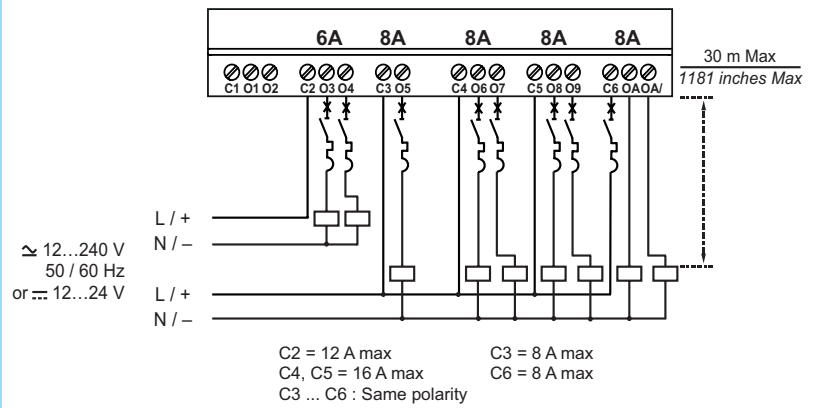 6A 8A 8A 8A 8A
30 m Max
1181 inches Max
C1 O1 O2 C2 O3 O4 C3 O5 C4 O6 O7 C5 O8 O9 C6 OA OA/
L / +
N / –
≃ 12...240 V
50 / 60 Hz
or ⎓ 12...24 V
L / +
N / –
C2 = 12 A max C3 = 8 A max
C4, C5 = 16 A max C6 = 8 A max
C3 ... C6 : Same polarity